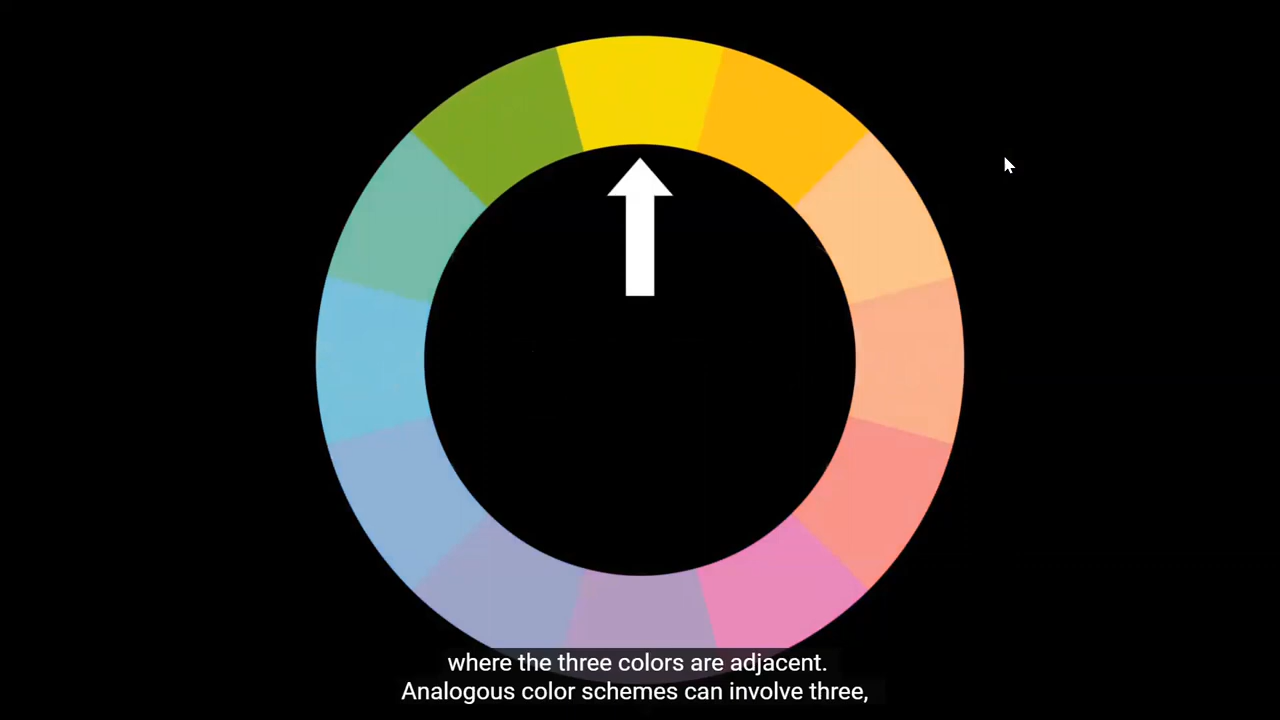 where the three colors are adjacent.
Analogous color schemes can involve three,